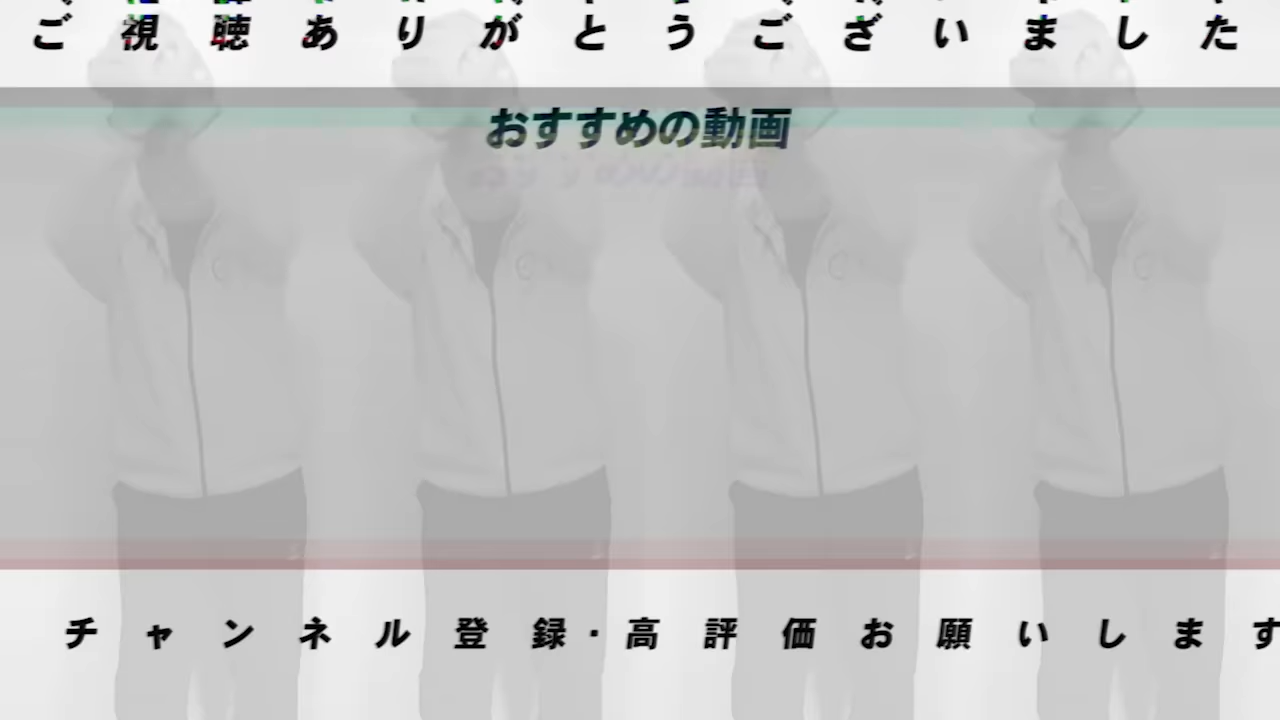 ご視聴ありがとうございました
おすすめの動画
チャンネル登録・高評価お願いします